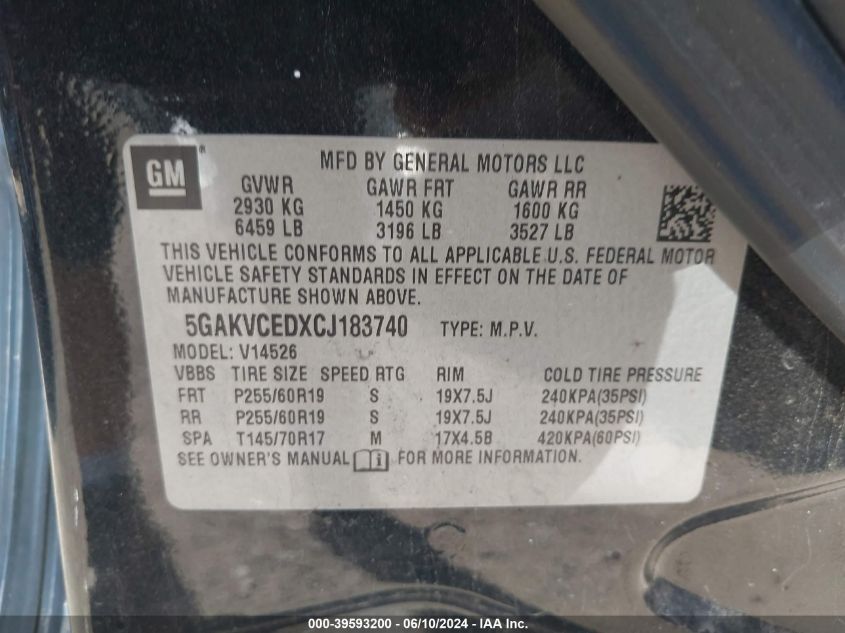 GM
MFD BY GENERAL MOTORS LLC
GVWR GAWR FRT GAWR RR
2930 KG 1450 KG 1600 KG
6459 LB 3196 LB 3527 LB
THIS VEHICLE CONFORMS TO ALL APPLICABLE U.S. FEDERAL MOTOR
VEHICLE SAFETY STANDARDS IN EFFECT ON THE DATE OF
MANUFACTURE SHOWN ABOVE.
5GAKVCEDXCJ183740 TYPE: M.P.V.
MODEL: V14526
VBBS TIRE SIZE SPEED RTG RIM COLD TIRE PRESSURE
FRT P255/60R19 S 19X7.5J 240KPA(35PSI)
RR P255/60R19 S 19X7.5J 240KPA(35PSI)
SPA T145/70R17 M 17X4.5B 420KPA(60PSI)
SEE OWNER'S MANUAL FOR MORE INFORMATION.
000-39593200 - 06/10/2024 - IAA Inc.